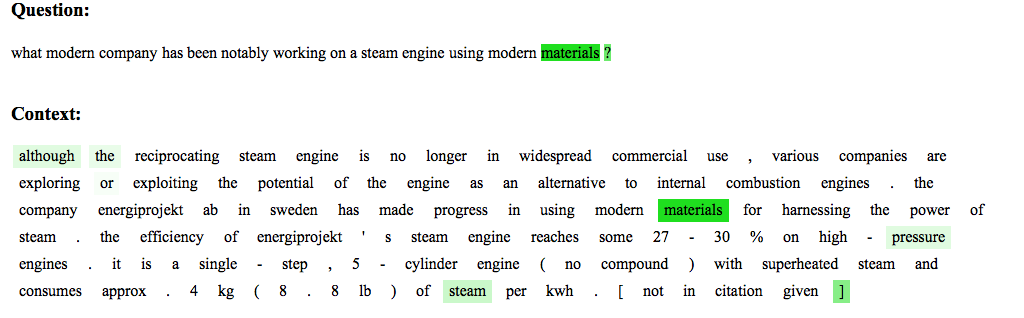 Question:
what modern company has been notably working on a steam engine using modern materials ?
Context:
although the reciprocating steam engine is no longer in widespread commercial use , various companies are
exploring or exploiting the potential of the engine as an alternative to internal combustion engines . the
company energiprojekt ab in sweden has made progress in using modern materials for harnessing the power of
steam . the efficiency of energiprojekt ' s steam engine reaches some 27 - 30 % on high - pressure
engines . it is a single - step , 5 - cylinder engine ( no compound ) with superheated steam and
consumes approx . 4 kg ( 8 . 8 lb ) of steam per kwh . [ not in citation given ]